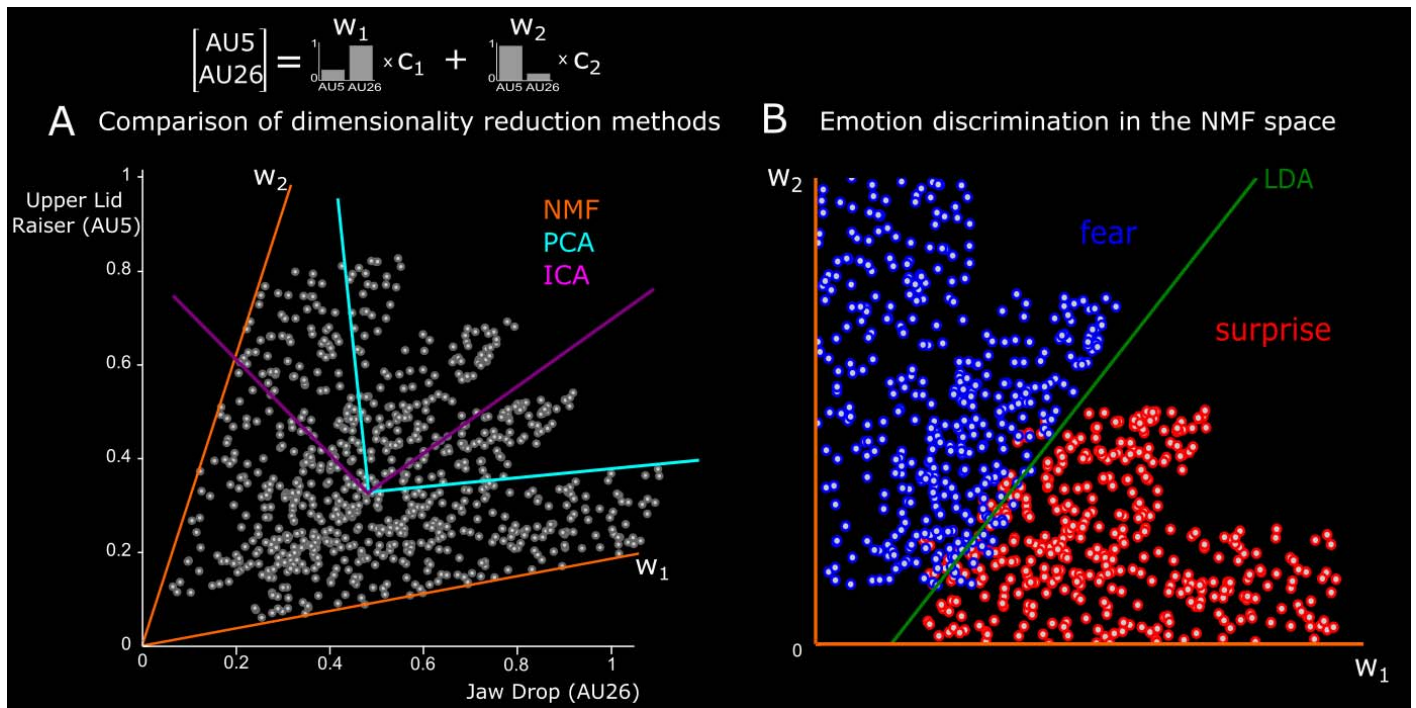 W1 W2
[AU5 AU26] = 1 0 AU5 AU26 × C1 + 1 0 AU5 AU26 × C2
A Comparison of dimensionality reduction methods
Upper Lid
Raiser (AU5)
1
0.8
0.6
0.4
0.2
0
W2
NMF
PCA
ICA
W1
0 0.2 0.4 0.6 0.8 1
Jaw Drop (AU26)
B Emotion discrimination in the NMF space
W2
LDA
fear
surprise
0
W1